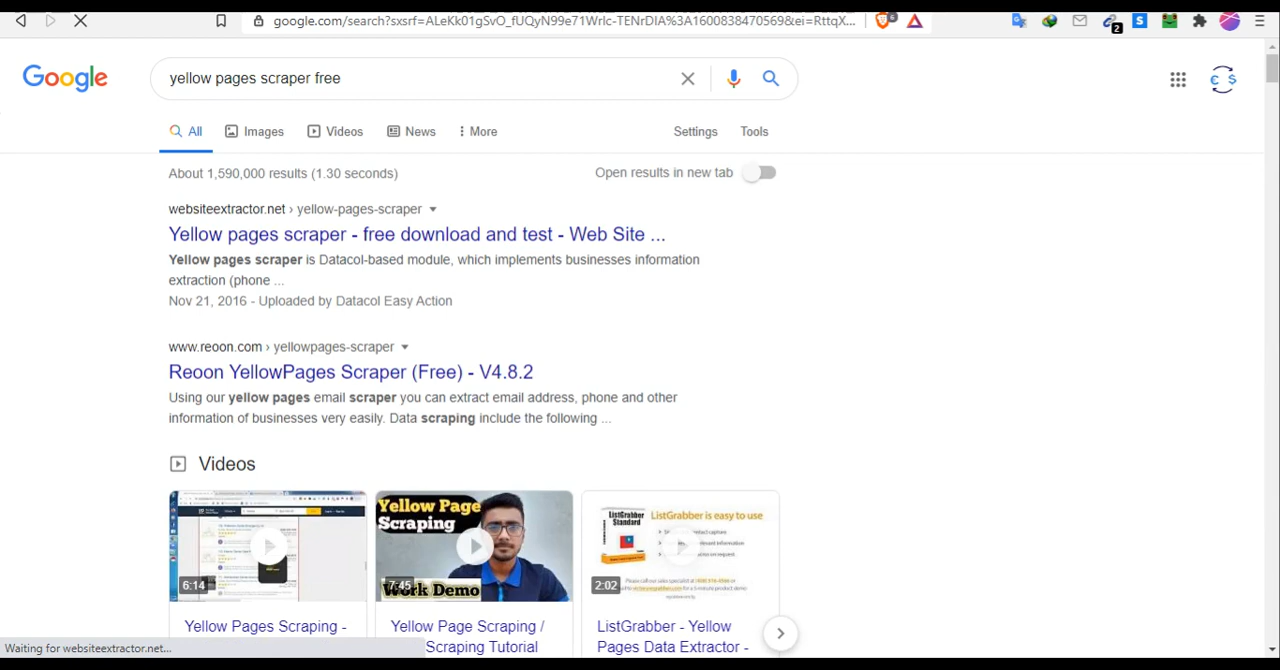 google.com/search?sxsrf=ALeKk01gSvO_fUQyN99e71Wrlc-TENrDIA%3A1600838470569&ei=RttqX...
6
2
S
Google
yellow pages scraper free
C S
All
Images
Videos
News
More
Settings
Tools
About 1,590,000 results (1.30 seconds)
Open results in new tab
websiteextractor.net › yellow-pages-scraper
Yellow pages scraper - free download and test - Web Site ...
Yellow pages scraper is Datacol-based module, which implements businesses information
extraction (phone ...
Nov 21, 2016 - Uploaded by Datacol Easy Action
www.reoon.com › yellowpages-scraper
Reoon YellowPages Scraper (Free) - V4.8.2
Using our yellow pages email scraper you can extract email address, phone and other
information of businesses very easily. Data scraping include the following ...
Videos
6:14
Yellow Page
Scraping
7:45
Work Demo
ListGrabber
Standard
ListGrabber is easy to use
2:02
Yellow Pages Scraping -
Yellow Page Scraping /
Scraping Tutorial
ListGrabber - Yellow
Pages Data Extractor -
Waiting for websiteextractor.net...